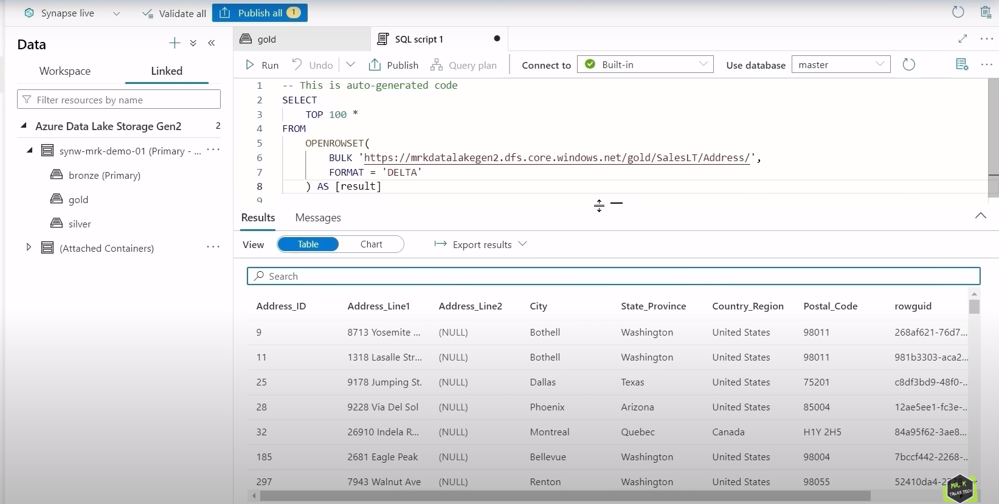 Synapse live Validate all Publish all 1
Data
Workspace Linked
Filter resources by name
Azure Data Lake Storage Gen2 2
synw-mrk-demo-01 (Primary - ...
bronze (Primary)
gold
silver
(Attached Containers)
gold SQL script 1
Run Undo Publish Query plan Connect to Built-in Use database master
1 -- This is auto-generated code
2 SELECT
3 TOP 100 *
4 FROM
5 OPENROWSET(
6 BULK 'https://mrkdatalakegen2.dfs.core.windows.net/gold/SalesLT/Address/',
7 FORMAT = 'DELTA'
8 ) AS [result]
9
Results Messages
View Table Chart Export results
Search
Address_ID Address_Line1 Address_Line2 City State_Province Country_Region Postal_Code rowguid
9 8713 Yosemite ... (NULL) Bothell Washington United States 98011 268af621-76d7...
11 1318 Lasalle Str... (NULL) Bothell Washington United States 98011 981b3303-aca2...
25 9178 Jumping St. (NULL) Dallas Texas United States 75201 c8df3bd9-48f0-...
28 9228 Via Del Sol (NULL) Phoenix Arizona United States 85004 12ae5ee1-fc3e-...
32 26910 Indela R... (NULL) Montreal Quebec Canada H1Y 2H5 84a95f62-3ae8...
185 2681 Eagle Peak (NULL) Bellevue Washington United States 98004 7bccf442-2268-...
297 7943 Walnut Ave (NULL) Renton Washington United States 98055
MR. K
TALKS TECH